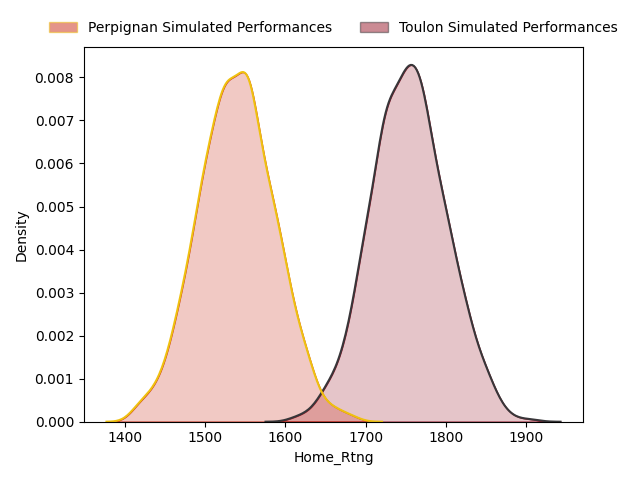 Perpignan Simulated Performances Toulon Simulated Performances
0.008
0.007
0.006
0.005
0.004
0.003
0.002
0.001
0.000
Density
1400 1500 1600 1700 1800 1900
Home_Rtng